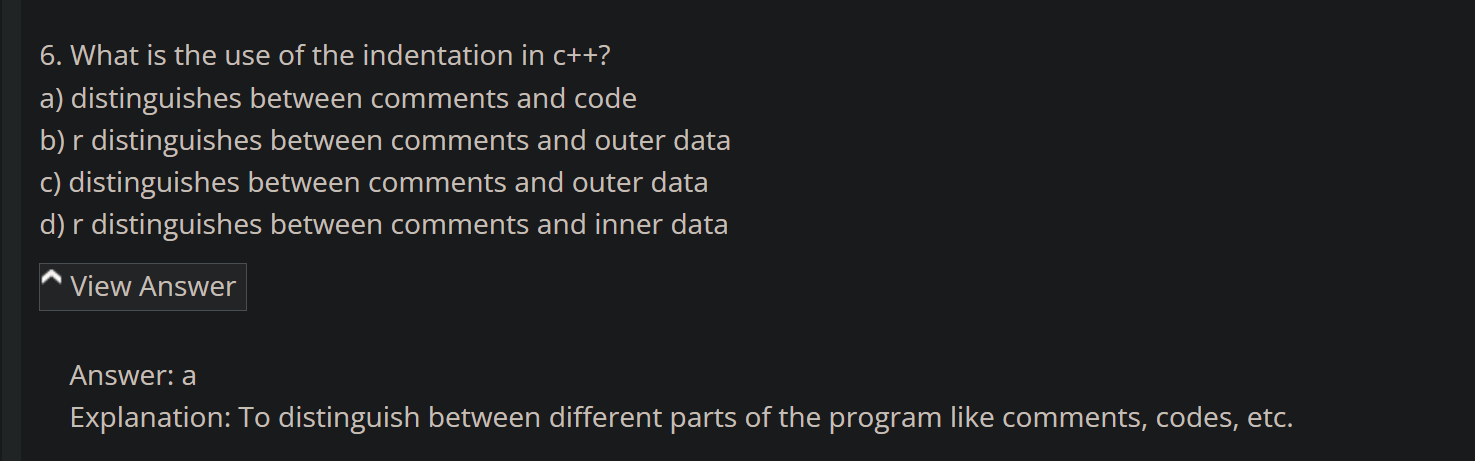 6. What is the use of the indentation in c++?
a) distinguishes between comments and code
b) r distinguishes between comments and outer data
c) distinguishes between comments and outer data
d) r distinguishes between comments and inner data
View Answer
Answer: a
Explanation: To distinguish between different parts of the program like comments, codes, etc.